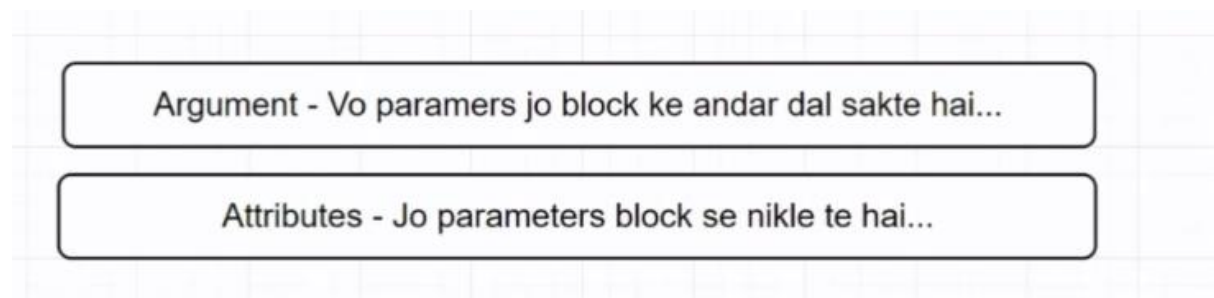 Argument - Vo paramers jo block ke andar dal sakte hai...
Attributes - Jo parameters block se nikle te hai...